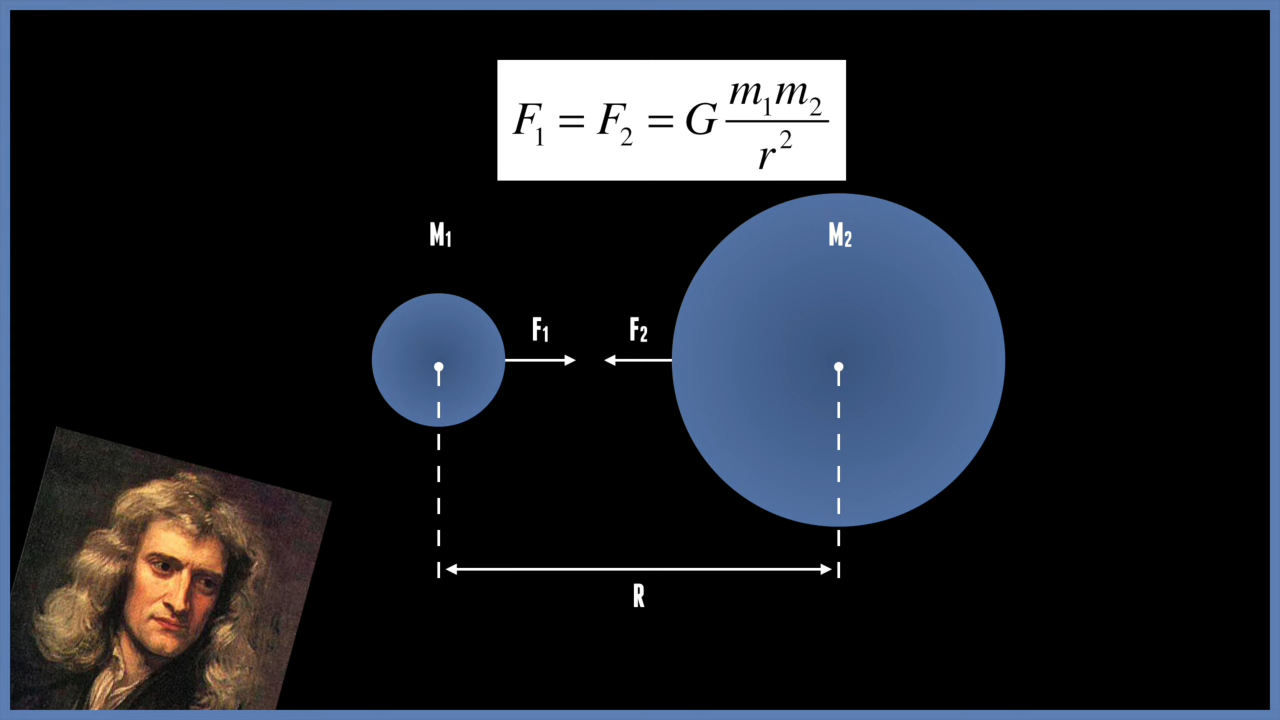 F₁ = F₂ = G m₁m₂ / r²
M₁
M₂
F₁
F₂
R